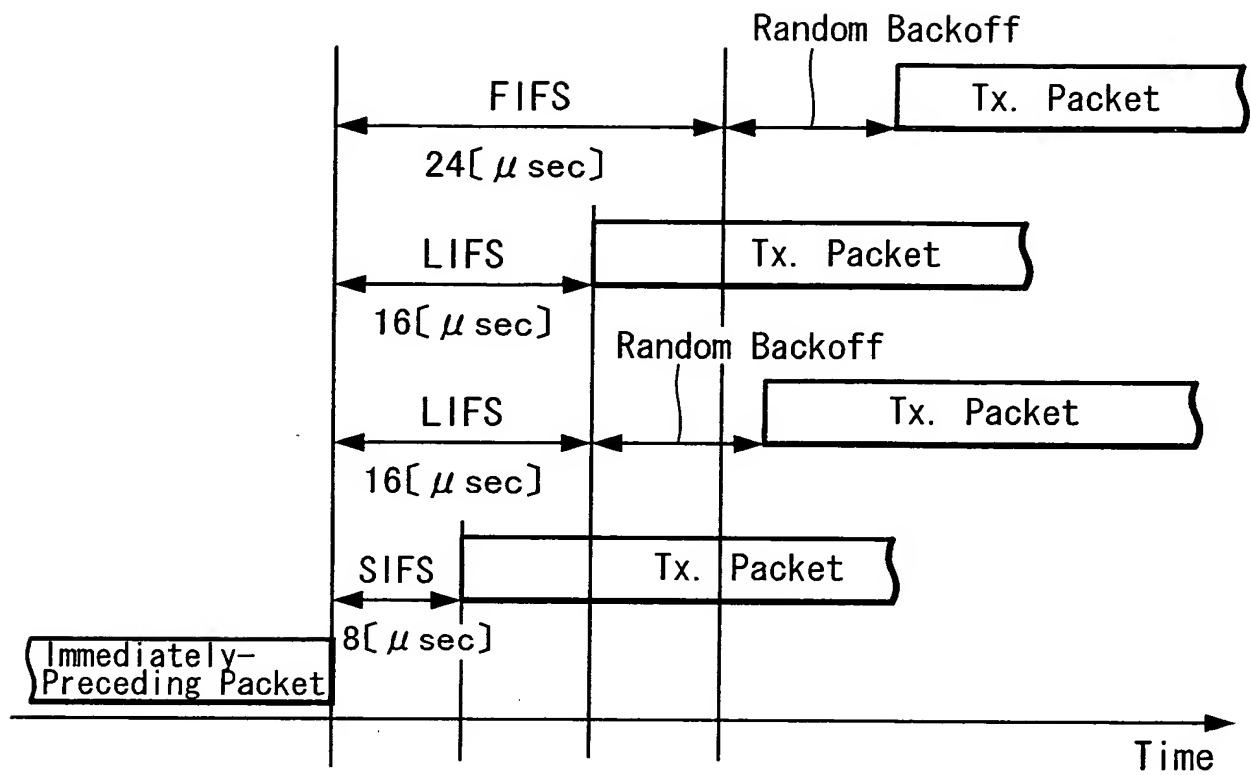 Random Backoff
FIFS
Tx. Packet
24[μsec]
LIFS
Tx. Packet
16[μsec]
Random Backoff
LIFS
Tx. Packet
16[μsec]
SIFS
Tx. Packet
8[μsec]
Immediately-
Preceding Packet
Time